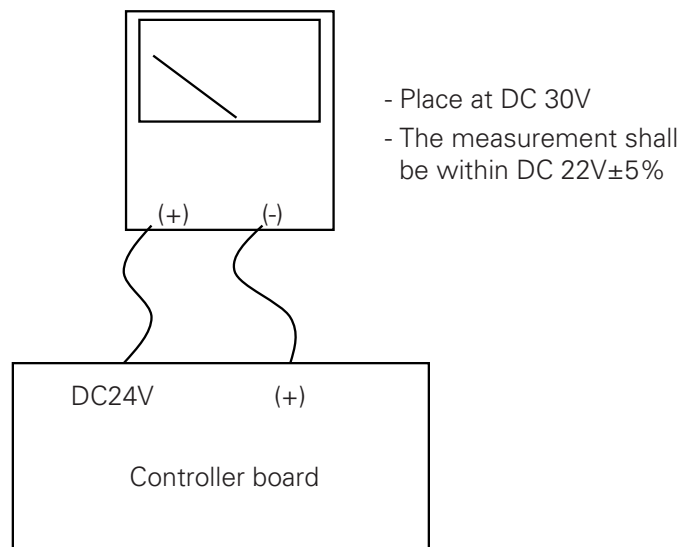 - Place at DC 30V
- The measurement shall
be within DC 22V±5%
(+) (-)
DC24V (+)
Controller board